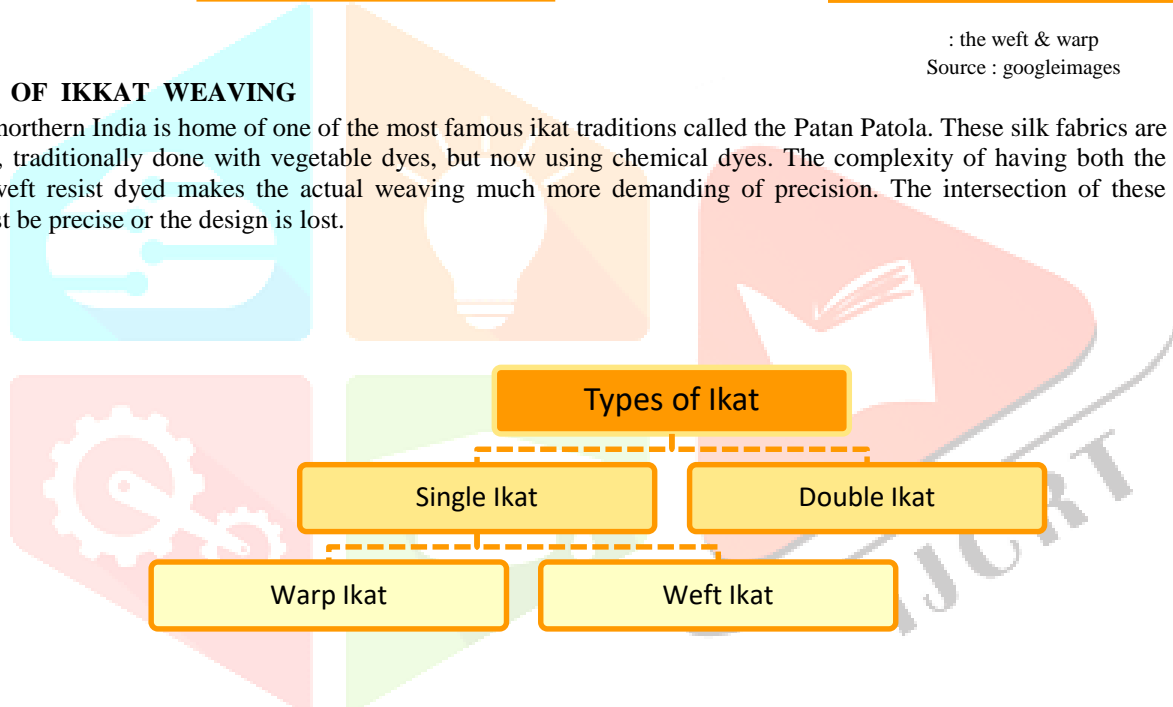 : the weft & warp
Source : googleimages
OF IKKAT WEAVING
northern India is home of one of the most famous ikat traditions called the Patan Patola. These silk fabrics are
, traditionally done with vegetable dyes, but now using chemical dyes. The complexity of having both the
weft resist dyed makes the actual weaving much more demanding of precision. The intersection of these
st be precise or the design is lost.
Types of Ikat
Single Ikat
Double Ikat
Warp Ikat
Weft Ikat
IJCRT